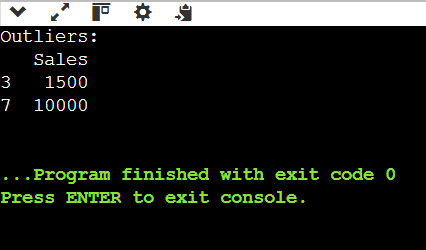 Outliers:
   Sales
3   1500
7  10000
...Program finished with exit code 0
Press ENTER to exit console.